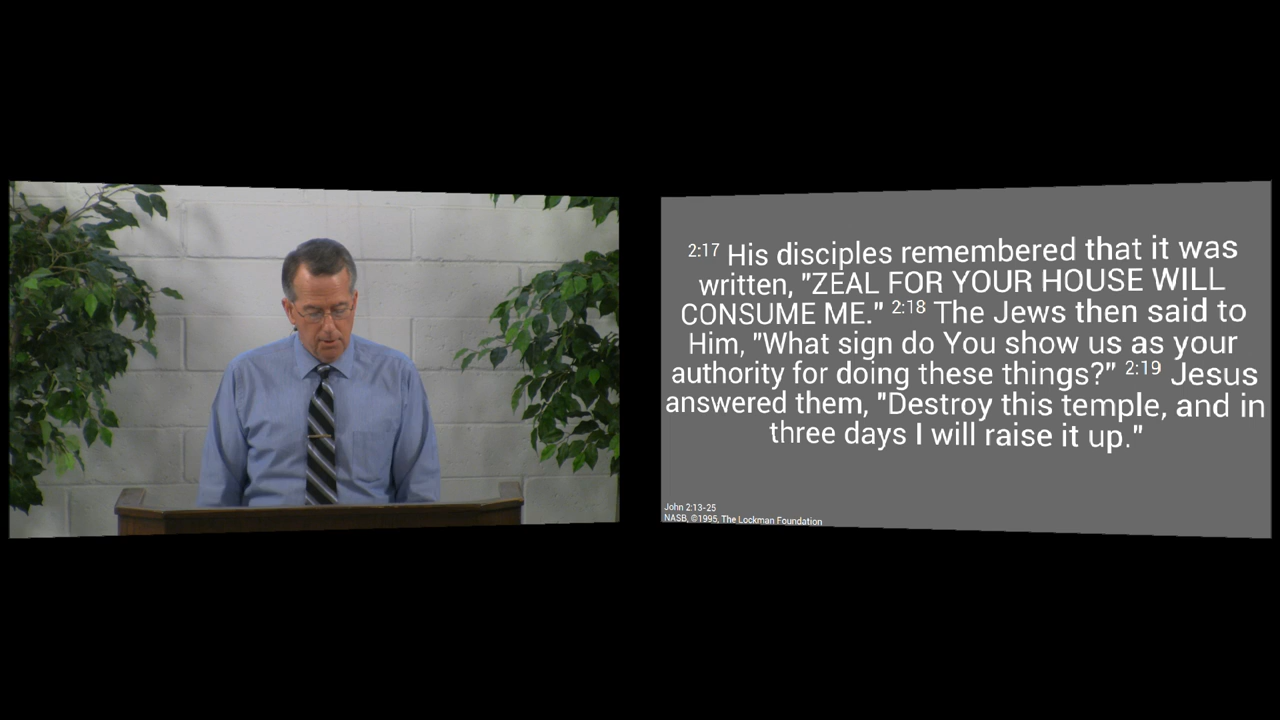 2:17 His disciples remembered that it was
written, "ZEAL FOR YOUR HOUSE WILL
CONSUME ME." 2:18 The Jews then said to
Him, "What sign do You show us as your
authority for doing these things?" 2:19 Jesus
answered them, "Destroy this temple, and in
three days I will raise it up."
John 2:13-25
NASB, ©1995, The Lockman Foundation